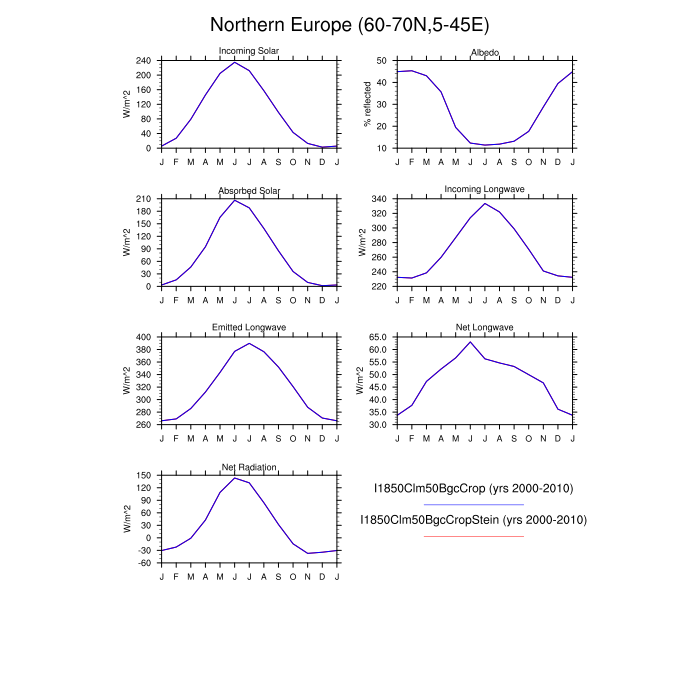 Northern Europe (60-70N,5-45E)
Incoming Solar
W/m^2
240
200
160
120
80
40
0
J F M A M J J A S O N D J
Albedo
% reflected
50
40
30
20
10
J F M A M J J A S O N D J
Absorbed Solar
W/m^2
210
180
150
120
90
60
30
0
J F M A M J J A S O N D J
Incoming Longwave
W/m^2
340
320
300
280
260
240
220
J F M A M J J A S O N D J
Emitted Longwave
W/m^2
400
380
360
340
320
300
280
260
J F M A M J J A S O N D J
Net Longwave
W/m^2
65.0
60.0
55.0
50.0
45.0
40.0
35.0
30.0
J F M A M J J A S O N D J
Net Radiation
W/m^2
150
120
90
60
30
0
-30
-60
J F M A M J J A S O N D J
I1850Clm50BgcCrop (yrs 2000-2010)
I1850Clm50BgcCropStein (yrs 2000-2010)